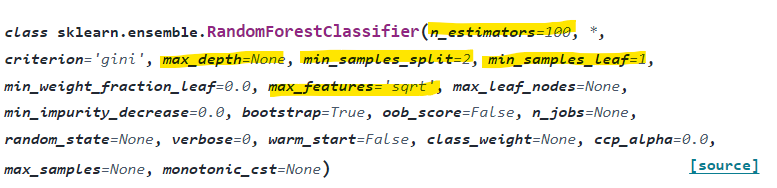 class sklearn.ensemble.RandomForestClassifier(n_estimators=100, *,
criterion='gini', max_depth=None, min_samples_split=2, min_samples_leaf=1,
min_weight_fraction_leaf=0.0, max_features='sqrt', max_leaf_nodes=None,
min_impurity_decrease=0.0, bootstrap=True, oob_score=False, n_jobs=None,
random_state=None, verbose=0, warm_start=False, class_weight=None, ccp_alpha=0.0,
max_samples=None, monotonic_cst=None) [source]